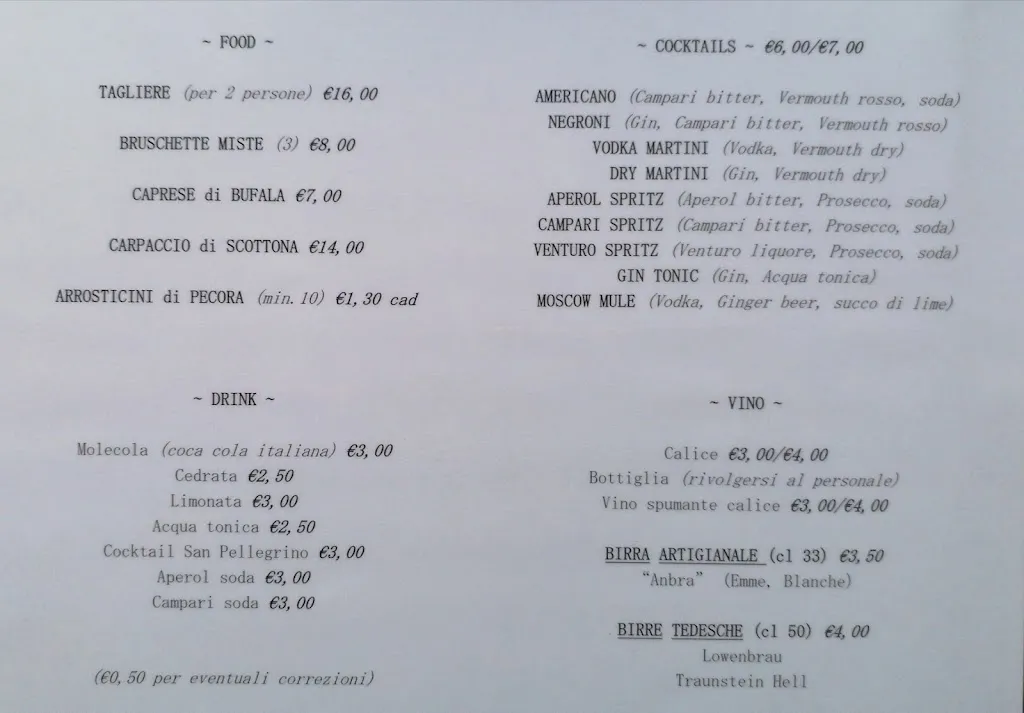 ~ FOOD ~
TAGLIERE (per 2 persone) €16,00
BRUSCHETTE MISTE (3) €8,00
CAPRESE di BUFALA €7,00
CARPACCIO di SCOTTONA €14,00
ARROSTICINI di PECORA (min.10) €1,30 cad
~ COCKTAILS ~ €6,00/€7,00
AMERICANO (Campari bitter, Vermouth rosso, soda)
NEGRONI (Gin, Campari bitter, Vermouth rosso)
VODKA MARTINI (Vodka, Vermouth dry)
DRY MARTINI (Gin, Vermouth dry)
APEROL SPRITZ (Aperol bitter, Prosecco, soda)
CAMPARI SPRITZ (Campari bitter, Prosecco, soda)
VENTURO SPRITZ (Venturo liquore, Prosecco, soda)
GIN TONIC (Gin, Acqua tonica)
MOSCOW MULE (Vodka, Ginger beer, succo di lime)
~ DRINK ~
Molecola (coca cola italiana) €3,00
Cedrata €2,50
Limonata €3,00
Acqua tonica €2,50
Cocktail San Pellegrino €3,00
Aperol soda €3,00
Campari soda €3,00
(€0,50 per eventuali correzioni)
~ VINO ~
Calice €3,00/€4,00
Bottiglia (rivolgersi al personale)
Vino spumante calice €3,00/€4,00
BIRRA ARTIGIANALE (cl 33) €3,50
“Anbra” (Emme, Blanche)
BIRRE TEDESCHE (cl 50) €4,00
Lowenbrau
Traunstein Hell